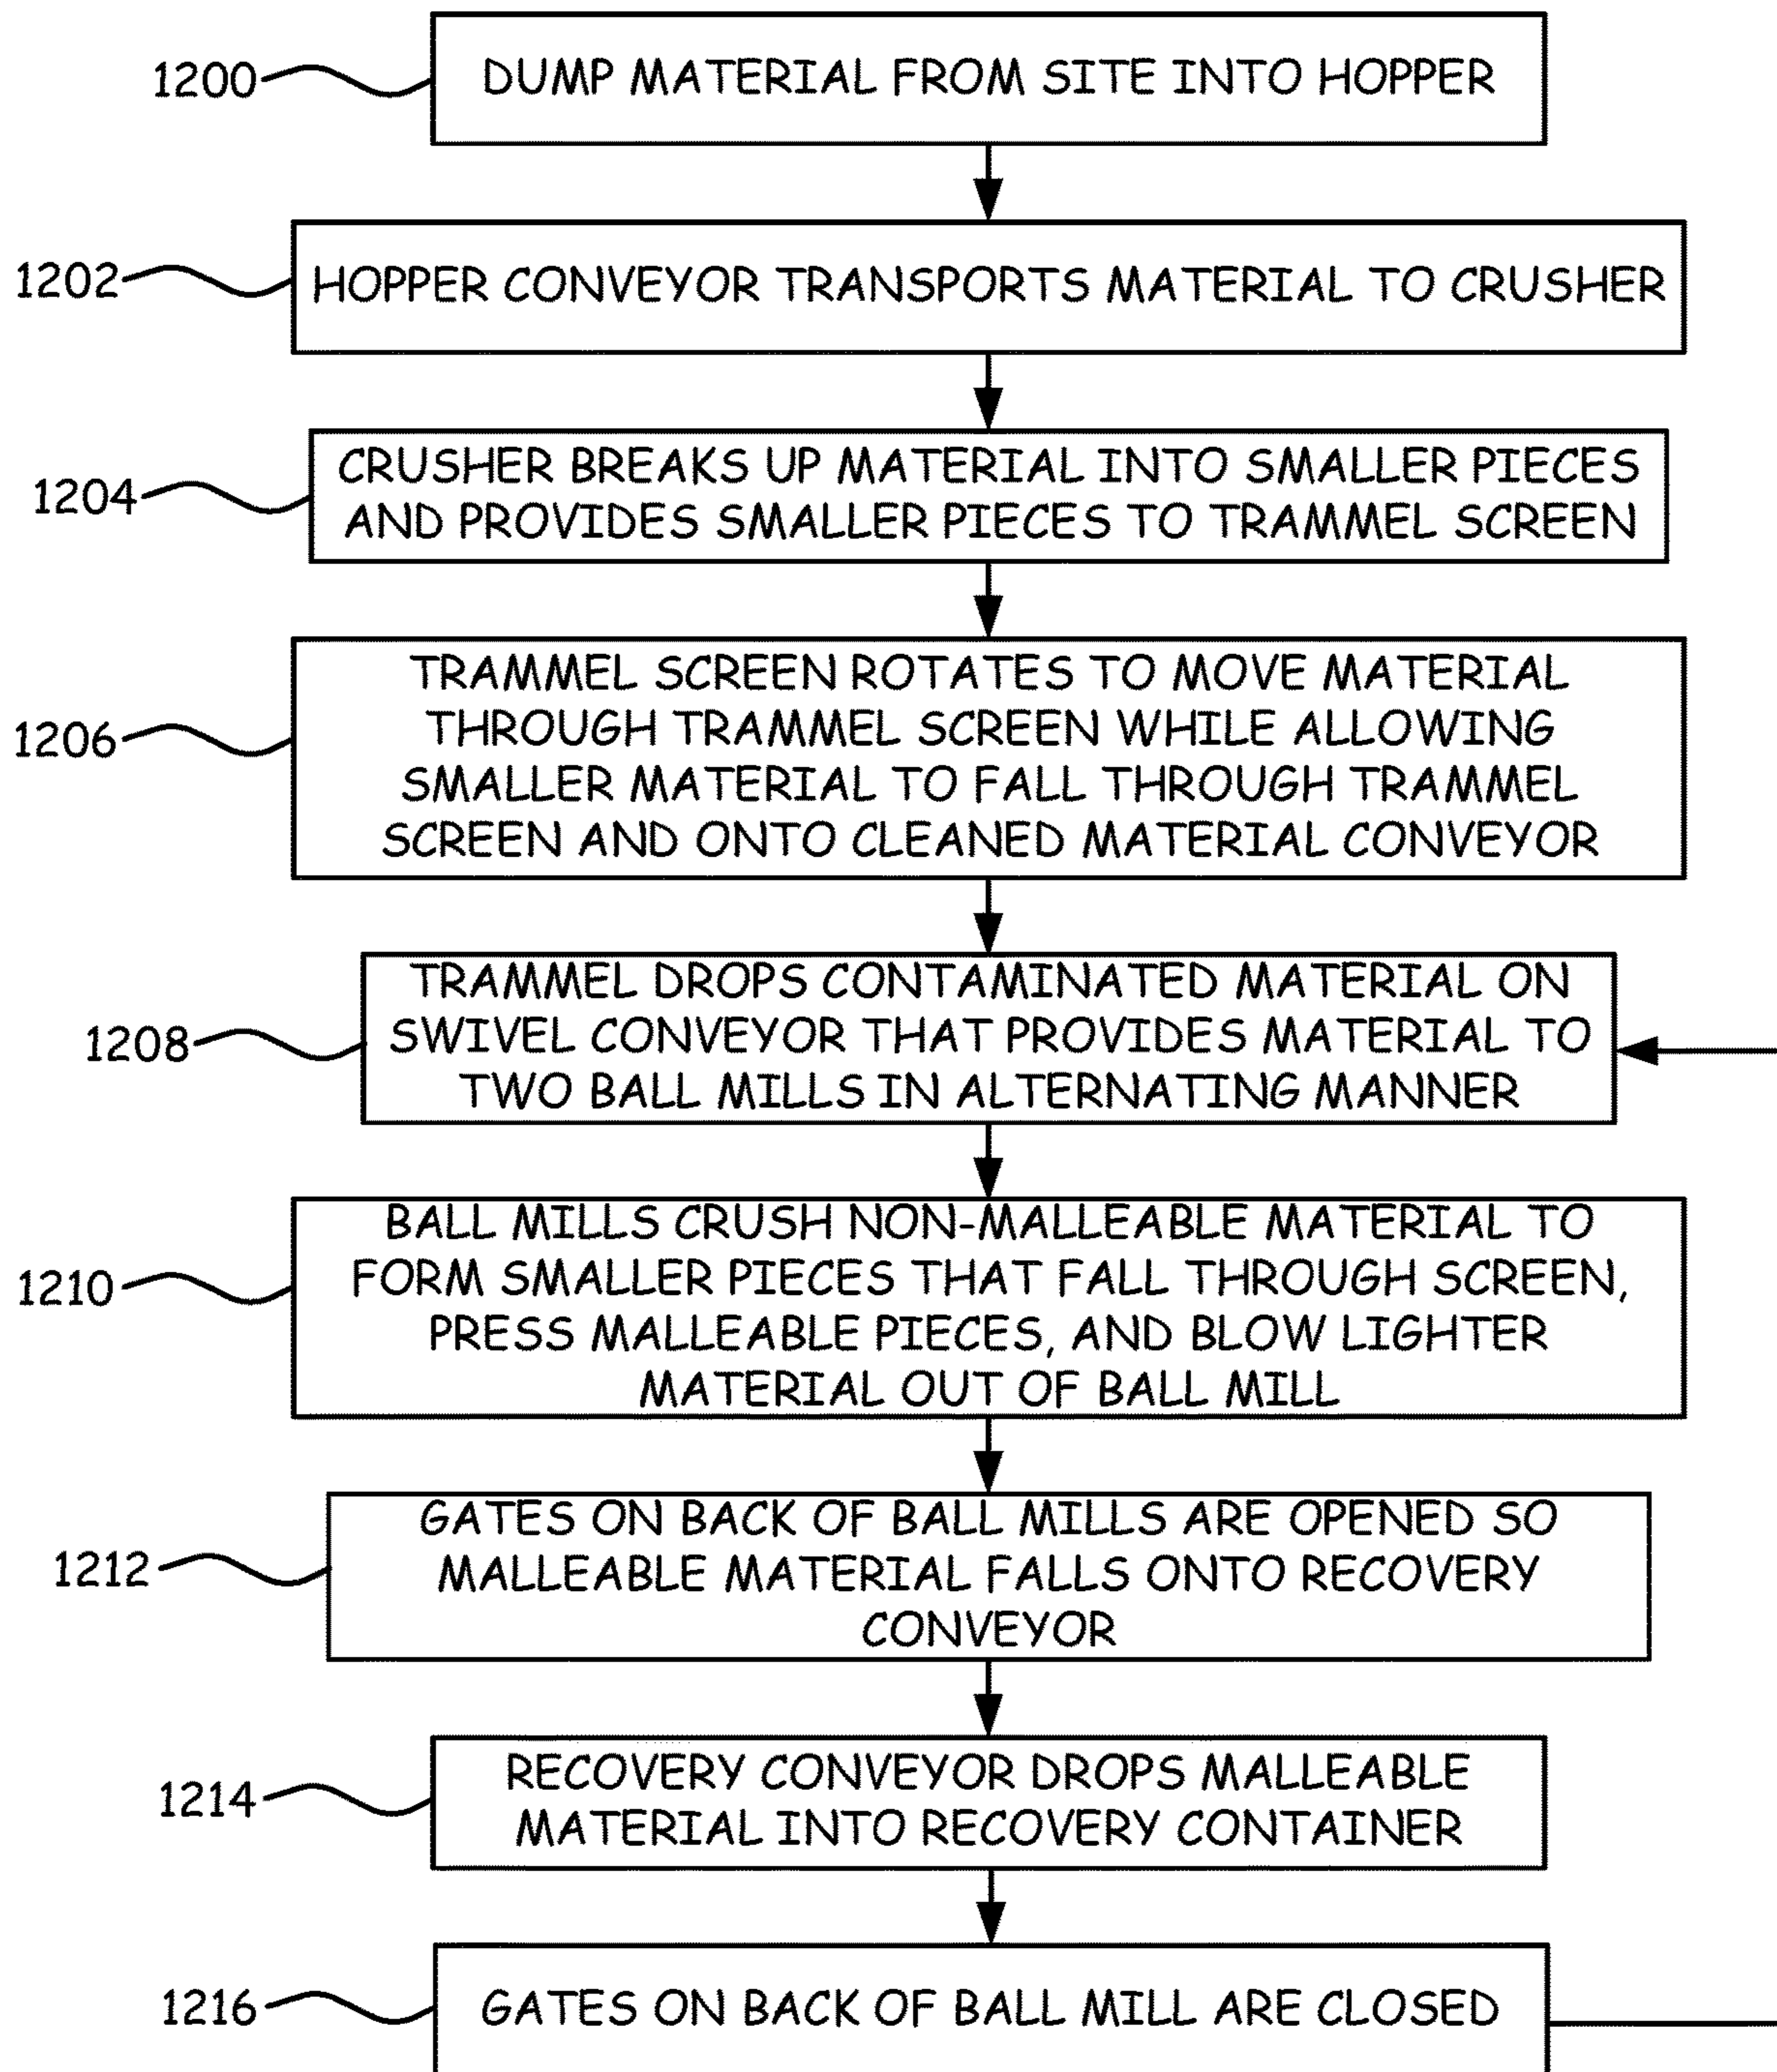 1200
DUMP MATERIAL FROM SITE INTO HOPPER
1202
HOPPER CONVEYOR TRANSPORTS MATERIAL TO CRUSHER
1204
CRUSHER BREAKS UP MATERIAL INTO SMALLER PIECES
AND PROVIDES SMALLER PIECES TO TRAMMEL SCREEN
1206
TRAMMEL SCREEN ROTATES TO MOVE MATERIAL
THROUGH TRAMMEL SCREEN WHILE ALLOWING
SMALLER MATERIAL TO FALL THROUGH TRAMMEL
SCREEN AND ONTO CLEANED MATERIAL CONVEYOR
1208
TRAMMEL DROPS CONTAMINATED MATERIAL ON
SWIVEL CONVEYOR THAT PROVIDES MATERIAL TO
TWO BALL MILLS IN ALTERNATING MANNER
1210
BALL MILLS CRUSH NON-MALLEABLE MATERIAL TO
FORM SMALLER PIECES THAT FALL THROUGH SCREEN,
PRESS MALLEABLE PIECES, AND BLOW LIGHTER
MATERIAL OUT OF BALL MILL
1212
GATES ON BACK OF BALL MILLS ARE OPENED SO
MALLEABLE MATERIAL FALLS ONTO RECOVERY
CONVEYOR
1214
RECOVERY CONVEYOR DROPS MALLEABLE
MATERIAL INTO RECOVERY CONTAINER
1216
GATES ON BACK OF BALL MILL ARE CLOSED